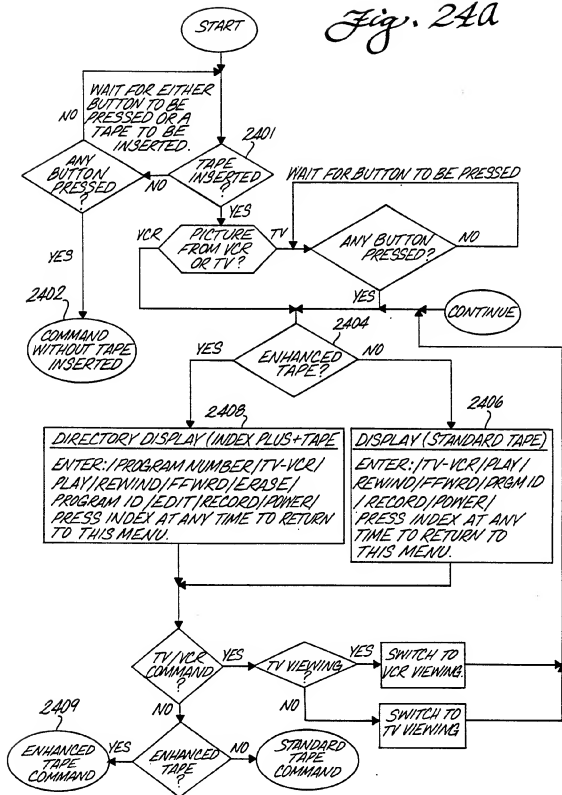 Fig. 24a
START
WAIT FOR EITHER
BUTTON TO BE
PRESSED OR A
TAPE TO BE
INSERTED.
NO
2401
ANY
BUTTON
PRESSED
?
NO
TAPE
INSERTED
?
YES
WAIT FOR BUTTON TO BE PRESSED
VCR
PICTURE
FROM VCR
OR TV?
TV
ANY BUTTON
PRESSED?
NO
YES
YES
2402
COMMAND
WITHOUT TAPE
INSERTED
CONTINUE
2404
YES
ENHANCED
TAPE?
NO
2408
DIRECTORY DISPLAY (INDEX PLUS+TAPE
ENTER:/PROGRAM NUMBER/TV-VCR/
PLAY/REWIND/FFWRD/ERASE/
PROGRAM ID/EDIT/RECORD/POWER/
PRESS INDEX AT ANY TIME TO RETURN
TO THIS MENU.
2406
DISPLAY (STANDARD TAPE)
ENTER:/TV-VCR/PLAY/
REWIND/FFWRD/PRGM ID
/RECORD/POWER/
PRESS INDEX AT ANY
TIME TO RETURN TO
THIS MENU.
TV/VCR
COMMAND
?
YES
TV VIEWING
?
YES
SWITCH TO
VCR VIEWING.
NO
SWITCH TO
TV VIEWING
NO
2409
ENHANCED
TAPE
COMMAND
YES
ENHANCED
TAPE
?
NO
STANDARD
TAPE
COMMAND